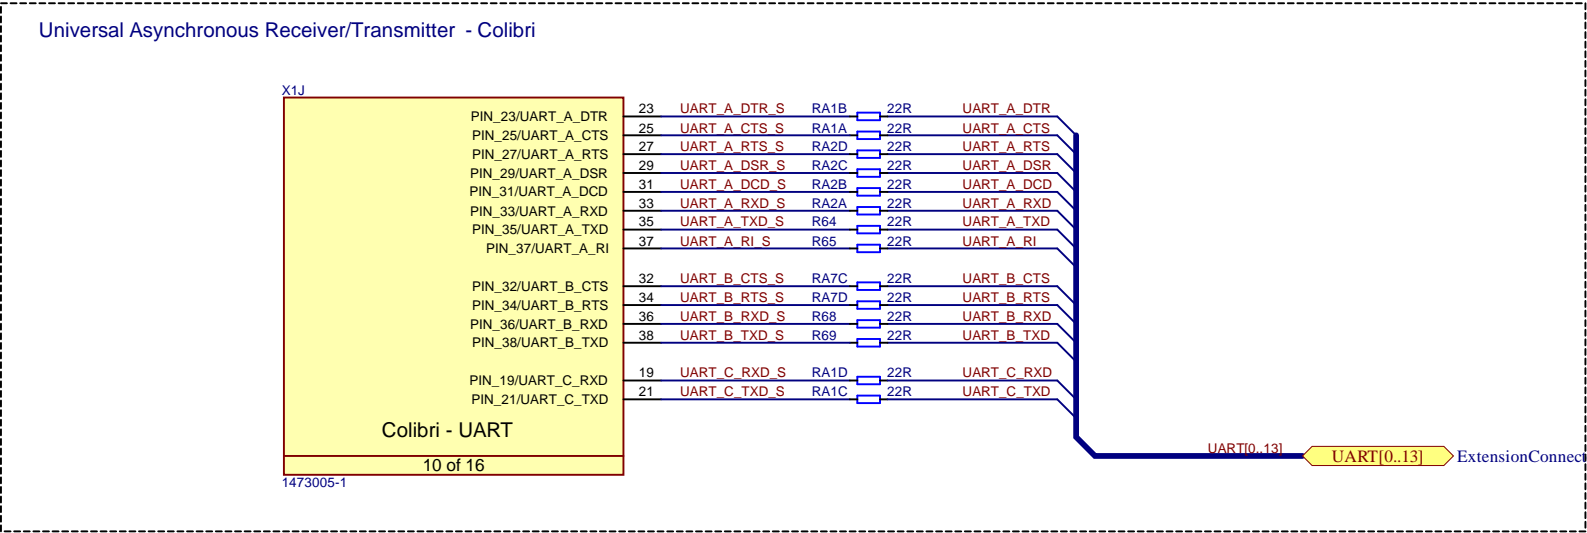 Universal Asynchronous Receiver/Transmitter - Colibri
X1J
PIN_23/UART_A_DTR 23 UART_A_DTR_S RA1B 22R UART_A_DTR
PIN_25/UART_A_CTS 25 UART_A_CTS_S RA1A 22R UART_A_CTS
PIN_27/UART_A_RTS 27 UART_A_RTS_S RA2D 22R UART_A_RTS
PIN_29/UART_A_DSR 29 UART_A_DSR_S RA2C 22R UART_A_DSR
PIN_31/UART_A_DCD 31 UART_A_DCD_S RA2B 22R UART_A_DCD
PIN_33/UART_A_RXD 33 UART_A_RXD_S RA2A 22R UART_A_RXD
PIN_35/UART_A_TXD 35 UART_A_TXD_S R64 22R UART_A_TXD
PIN_37/UART_A_RI 37 UART_A_RI_S R65 22R UART_A_RI
PIN_32/UART_B_CTS 32 UART_B_CTS_S RA7C 22R UART_B_CTS
PIN_34/UART_B_RTS 34 UART_B_RTS_S RA7D 22R UART_B_RTS
PIN_36/UART_B_RXD 36 UART_B_RXD_S R68 22R UART_B_RXD
PIN_38/UART_B_TXD 38 UART_B_TXD_S R69 22R UART_B_TXD
PIN_19/UART_C_RXD 19 UART_C_RXD_S RA1D 22R UART_C_RXD
PIN_21/UART_C_TXD 21 UART_C_TXD_S RA1C 22R UART_C_TXD
Colibri - UART
UART[0..13] UART[0..13] ExtensionConnec
10 of 16
1473005-1